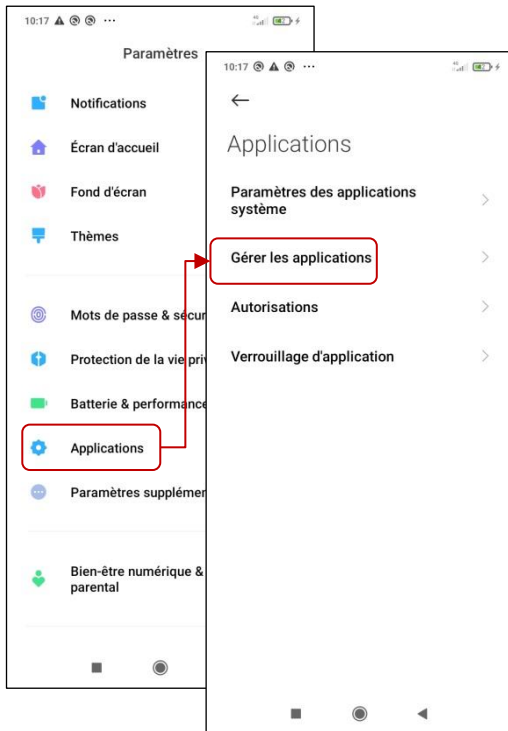 10:17
Paramètres
Notifications
Écran d'accueil
Fond d'écran
Thèmes
Mots de passe & sécur
Protection de la vie priv
Batterie & performance
Applications
Paramètres supplémer
Bien-être numérique &
parental
10:17
Applications
Paramètres des applications
système
Gérer les applications
Autorisations
Verrouillage d'application